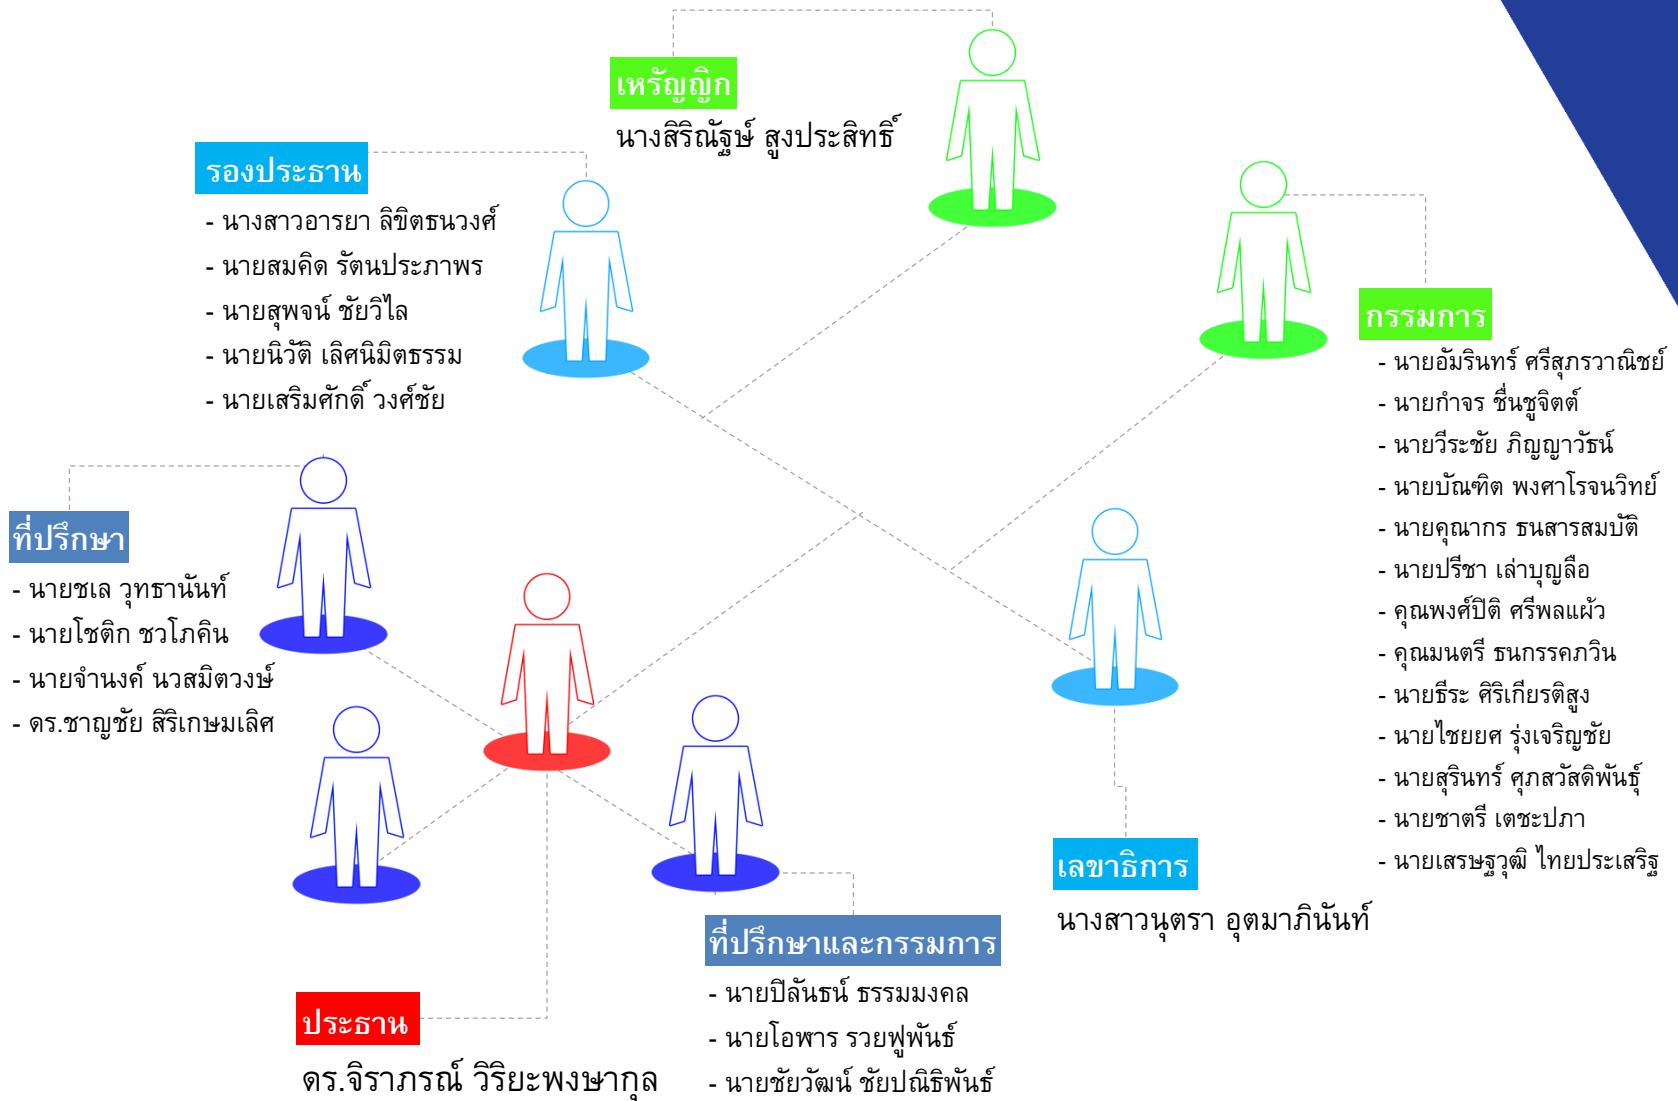 เหรัญญิก
นางสิริณัฐษ์ สูงประสิทธิ์
รองประธาน
- นางสาวอารยา ลิขิตธนวงศ์
- นายสมคิด รัตนประภาพร
- นายสุพจน์ ชัยวิไล
- นายนิวัติ เลิศนิมิตธรรม
- นายเสริมศักดิ์ วงศ์ชัย
กรรมการ
- นายอัมรินทร์ ศรีสุภรวาณิชย์
- นายกำจร ชื่นชูจิตต์
- นายวีระชัย ภิญญาวัธน์
- นายบัณฑิต พงศาโรจนวิทย์
- นายคุณากร ธนสารสมบัติ
- นายปรีชา เล่าบุญลือ
- คุณพงศ์ปิติ ศรีพลแผ้ว
- คุณมนตรี ธนกรรคภวิน
- นายธีระ ศิริเกียรติสูง
- นายไชยยศ รุ่งเจริญชัย
- นายสุรินทร์ ศุภสวัสดิพันธุ์
- นายชาตรี เตชะปภา
- นายเสรษฐวุฒิ ไทยประเสริฐ
ที่ปรึกษา
- นายชเล วุทธานันท์
- นายโชติก ชวโภคิน
- นายจำนงค์ นวสมิตวงษ์
- ดร.ชาญชัย สิริเกษมเลิศ
เลขาธิการ
นางสาวนุตรา อุตมาภินันท์
ที่ปรึกษาและกรรมการ
- นายปิลันธน์ ธรรมมงคล
- นายโอฬาร รวยฟูพันธ์
- นายชัยวัฒน์ ชัยปณิธิพันธ์
ประธาน
ดร.จิราภรณ์ วิริยะพงษากุล